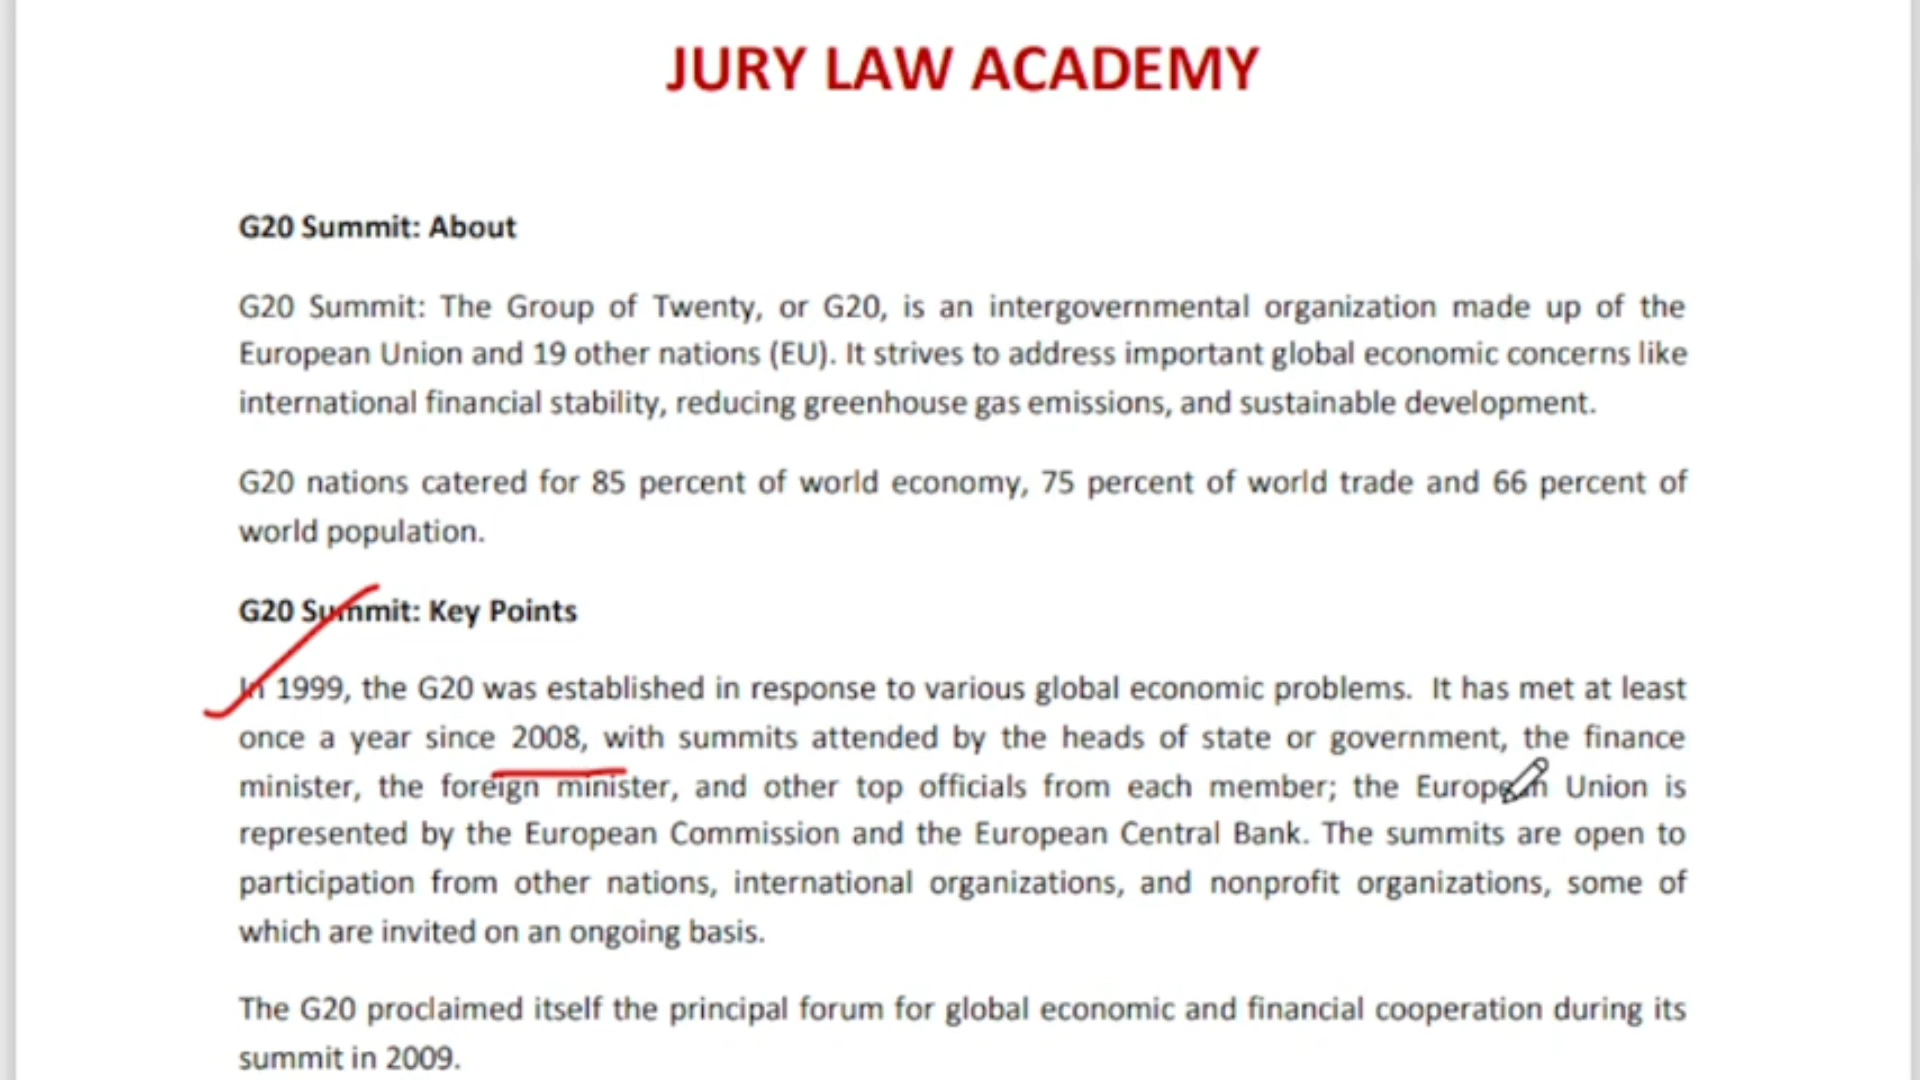 JURY LAW ACADEMY
G20 Summit: About
G20 Summit: The Group of Twenty, or G20, is an intergovernmental organization made up of the
European Union and 19 other nations (EU). It strives to address important global economic concerns like
international financial stability, reducing greenhouse gas emissions, and sustainable development.
G20 nations catered for 85 percent of world economy, 75 percent of world trade and 66 percent of
world population.
G20 Summit: Key Points
In 1999, the G20 was established in response to various global economic problems. It has met at least
once a year since 2008, with summits attended by the heads of state or government, the finance
minister, the foreign minister, and other top officials from each member; the European Union is
represented by the European Commission and the European Central Bank. The summits are open to
participation from other nations, international organizations, and nonprofit organizations, some of
which are invited on an ongoing basis.
The G20 proclaimed itself the principal forum for global economic and financial cooperation during its
summit in 2009.